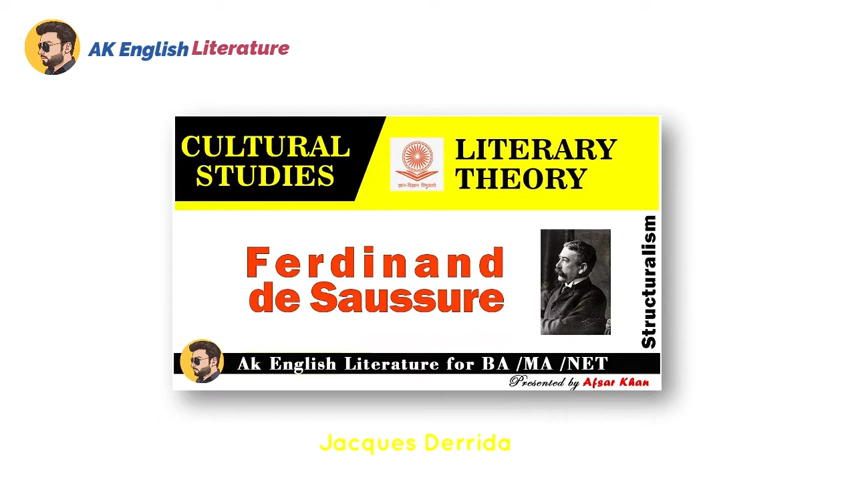 AK English Literature
CULTURAL
STUDIES
ज्ञान-विज्ञान विमुक्तये
LITERARY
THEORY
Ferdinand
de Saussure
Structuralism
Ak English Literature for BA /MA /NET
Presented by Afsar Khan
Jacques Derrida